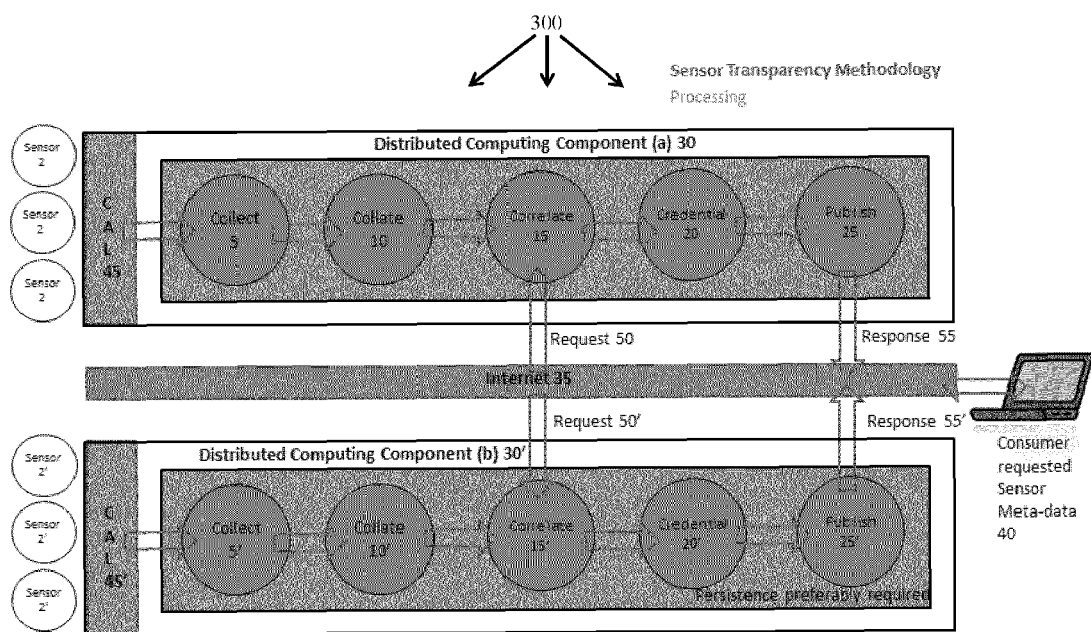 300
Sensor Transparency Methodology
Processing
Distributed Computing Component (a) 30
Sensor
2
Sensor
2
Sensor
2
C
A
L
45
Collect
5
Collate
10
Correlate
15
Credential
20
Publish
25
Request 50
Response 55
Internet 35
Request 50'
Response 55'
Consumer
requested
Sensor
Meta-data
40
Distributed Computing Component (b) 30'
Sensor
2'
Sensor
2'
Sensor
2'
C
A
L
45'
Collect
5'
Collate
10'
Correlate
15'
Credential
20'
Publish
25'
Persistence preferably required